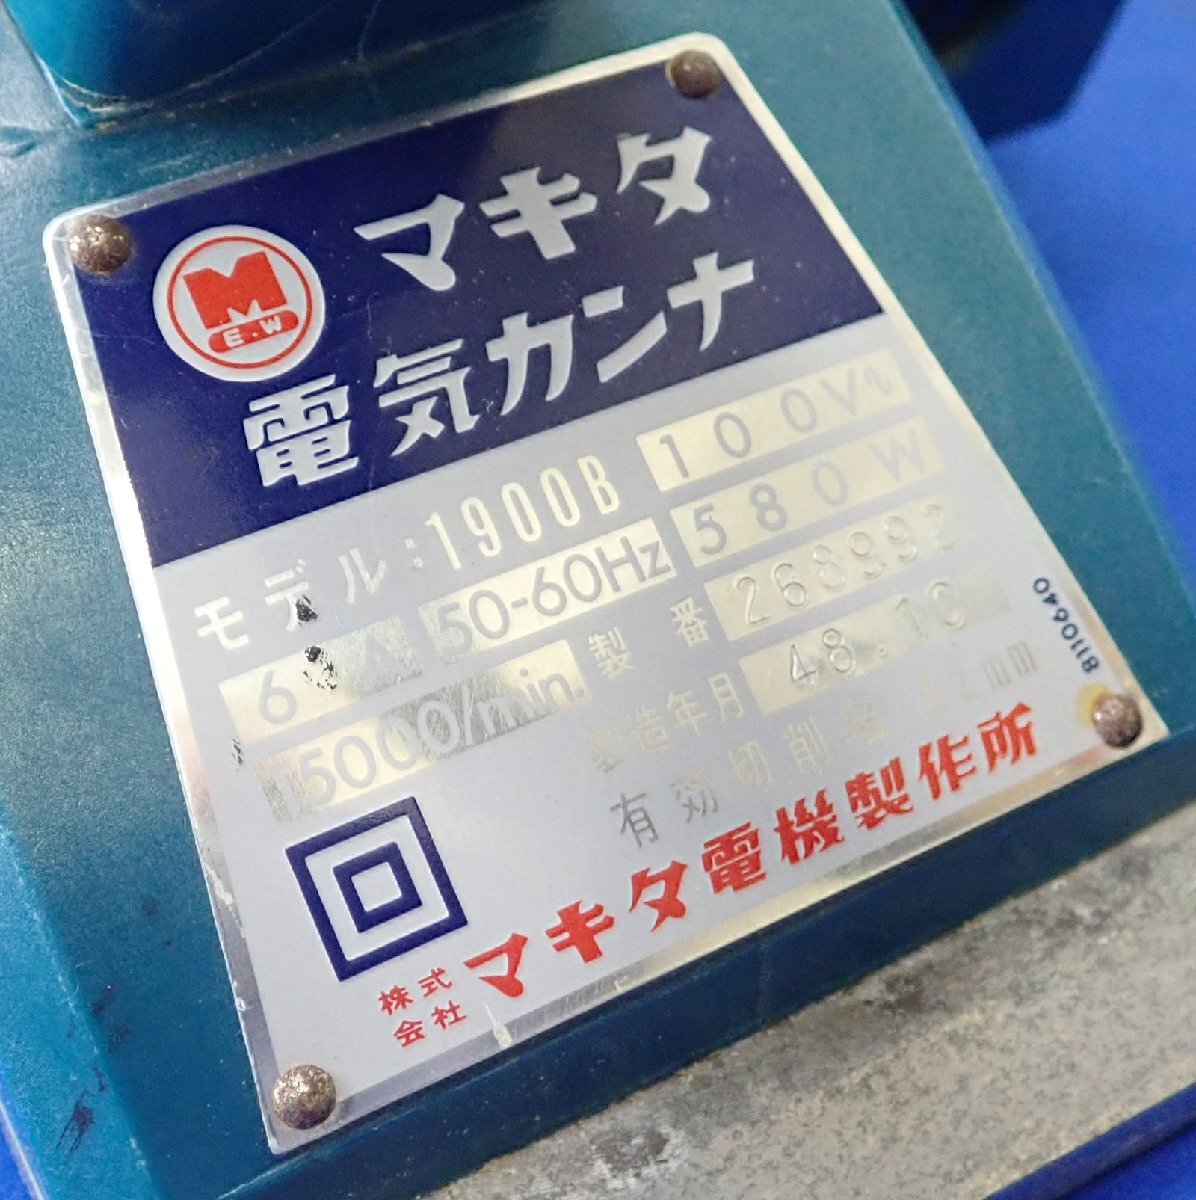 M
E.W
マキタ
電気カンナ
モデル:1900B
100V~
50-60Hz
580W
15000/min.
製番 268992
製造年月 48.10
有効切削
mm
8110640
株式会社 マキタ電機製作所